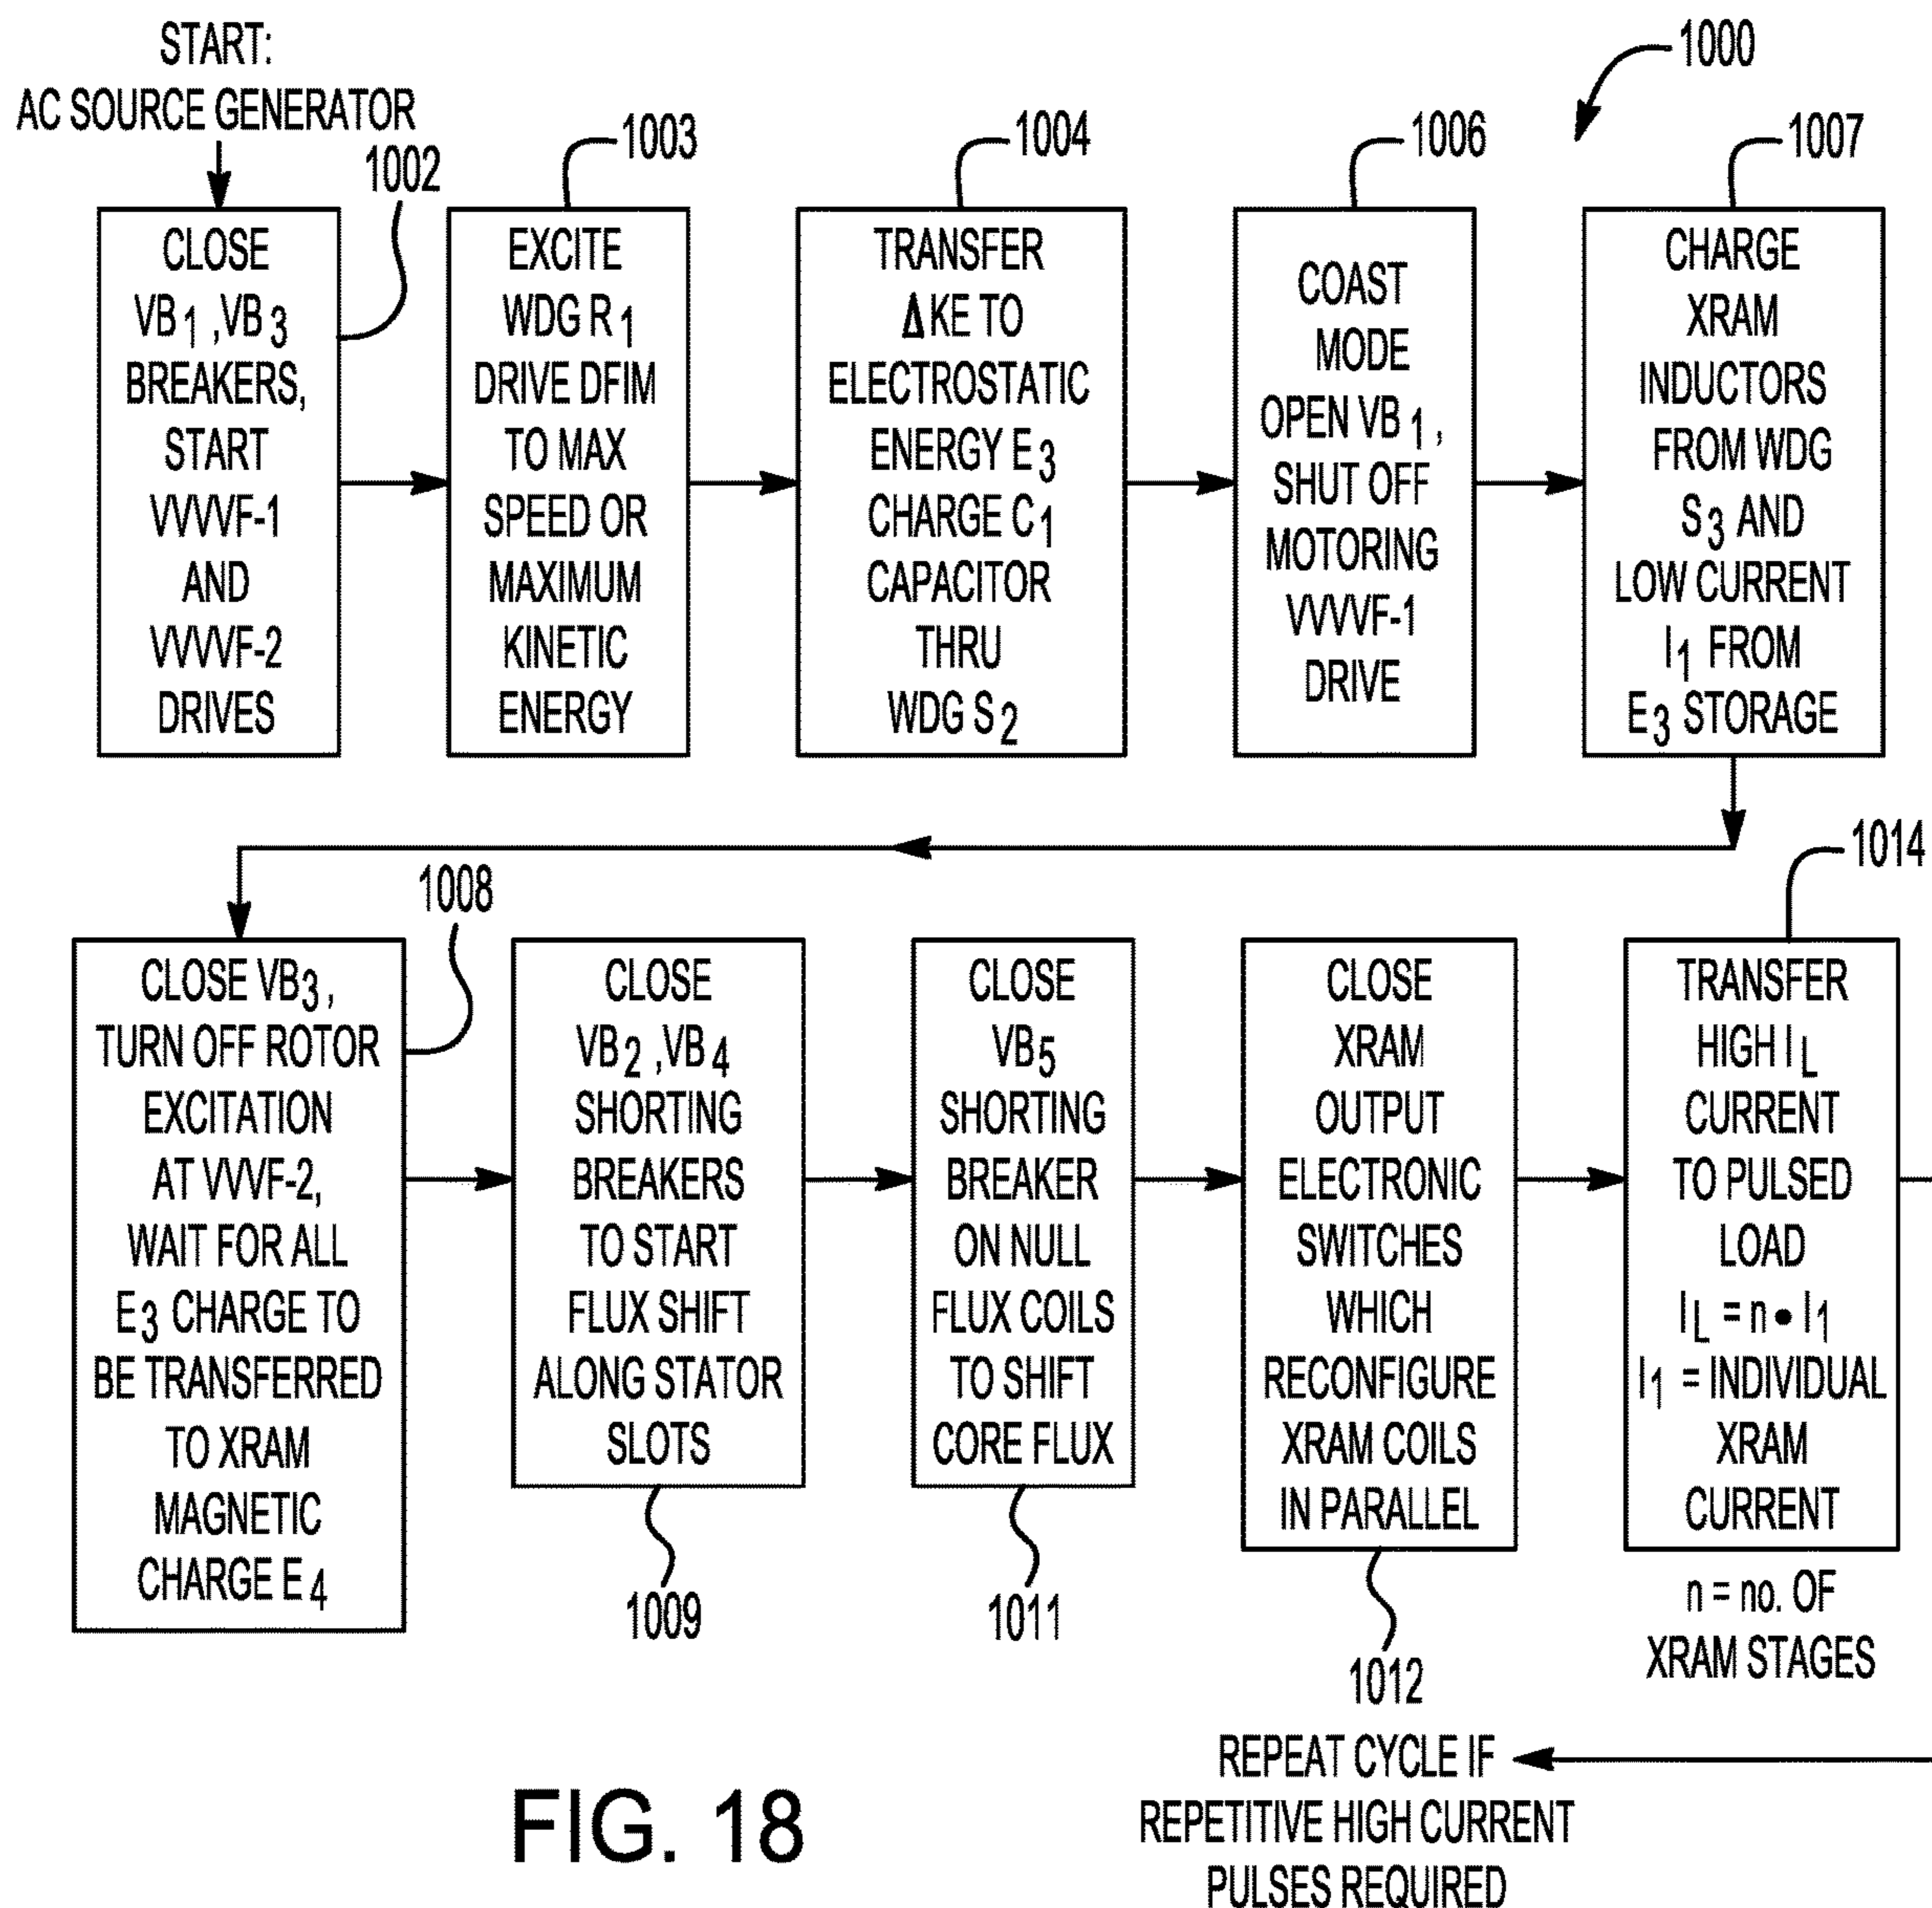 START:
AC SOURCE GENERATOR
1000
1002
1003
1004
1006
1007
CLOSE
VB1 ,VB3
BREAKERS,
START
VVVVF-1
AND
VVVVF-2
DRIVES
EXCITE
WDG R1
DRIVE DFIM
TO MAX
SPEED OR
MAXIMUM
KINETIC
ENERGY
TRANSFER
ΔKE TO
ELECTROSTATIC
ENERGY E3
CHARGE C1
CAPACITOR
THRU
WDG S2
COAST
MODE
OPEN VB1 ,
SHUT OFF
MOTORING
VVVVF-1
DRIVE
CHARGE
XRAM
INDUCTORS
FROM WDG
S3 AND
LOW CURRENT
I1 FROM
E3 STORAGE
1008
1014
CLOSE VB3 ,
TURN OFF ROTOR
EXCITATION
AT VVVF-2,
WAIT FOR ALL
E3 CHARGE TO
BE TRANSFERRED
TO XRAM
MAGNETIC
CHARGE E4
CLOSE
VB2 ,VB4
SHORTING
BREAKERS
TO START
FLUX SHIFT
ALONG STATOR
SLOTS
1009
CLOSE
VB5
SHORTING
BREAKER
ON NULL
FLUX COILS
TO SHIFT
CORE FLUX
1011
CLOSE
XRAM
OUTPUT
ELECTRONIC
SWITCHES
WHICH
RECONFIGURE
XRAM COILS
IN PARALLEL
1012
TRANSFER
HIGH IL
CURRENT
TO PULSED
LOAD
IL = n • I1
I1 = INDIVIDUAL
XRAM
CURRENT
n = no. OF
XRAM STAGES
REPEAT CYCLE IF
REPETITIVE HIGH CURRENT
PULSES REQUIRED
FIG. 18